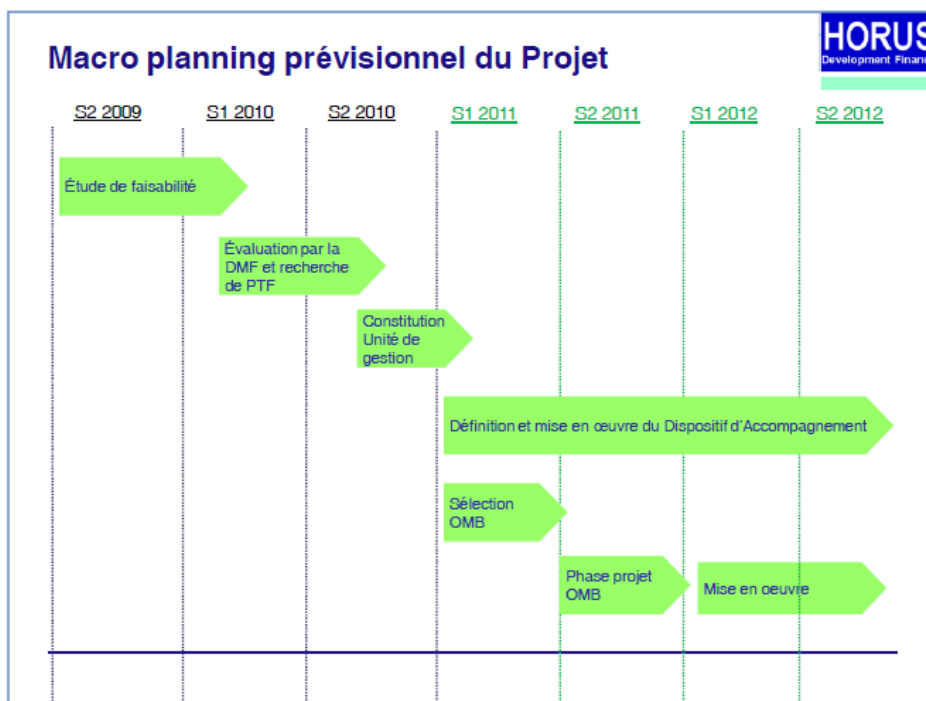 Macro planning prévisionnel du Projet
HORUS
Development Financ
S2 2009
S1 2010
S2 2010
S1 2011
S2 2011
S1 2012
S2 2012
Étude de faisabilité
Évaluation par la
DMF et recherche
de PTF
Constitution
Unité de
gestion
Définition et mise en œuvre du Dispositif d'Accompagnement
Sélection
OMB
Phase projet
OMB
Mise en oeuvre